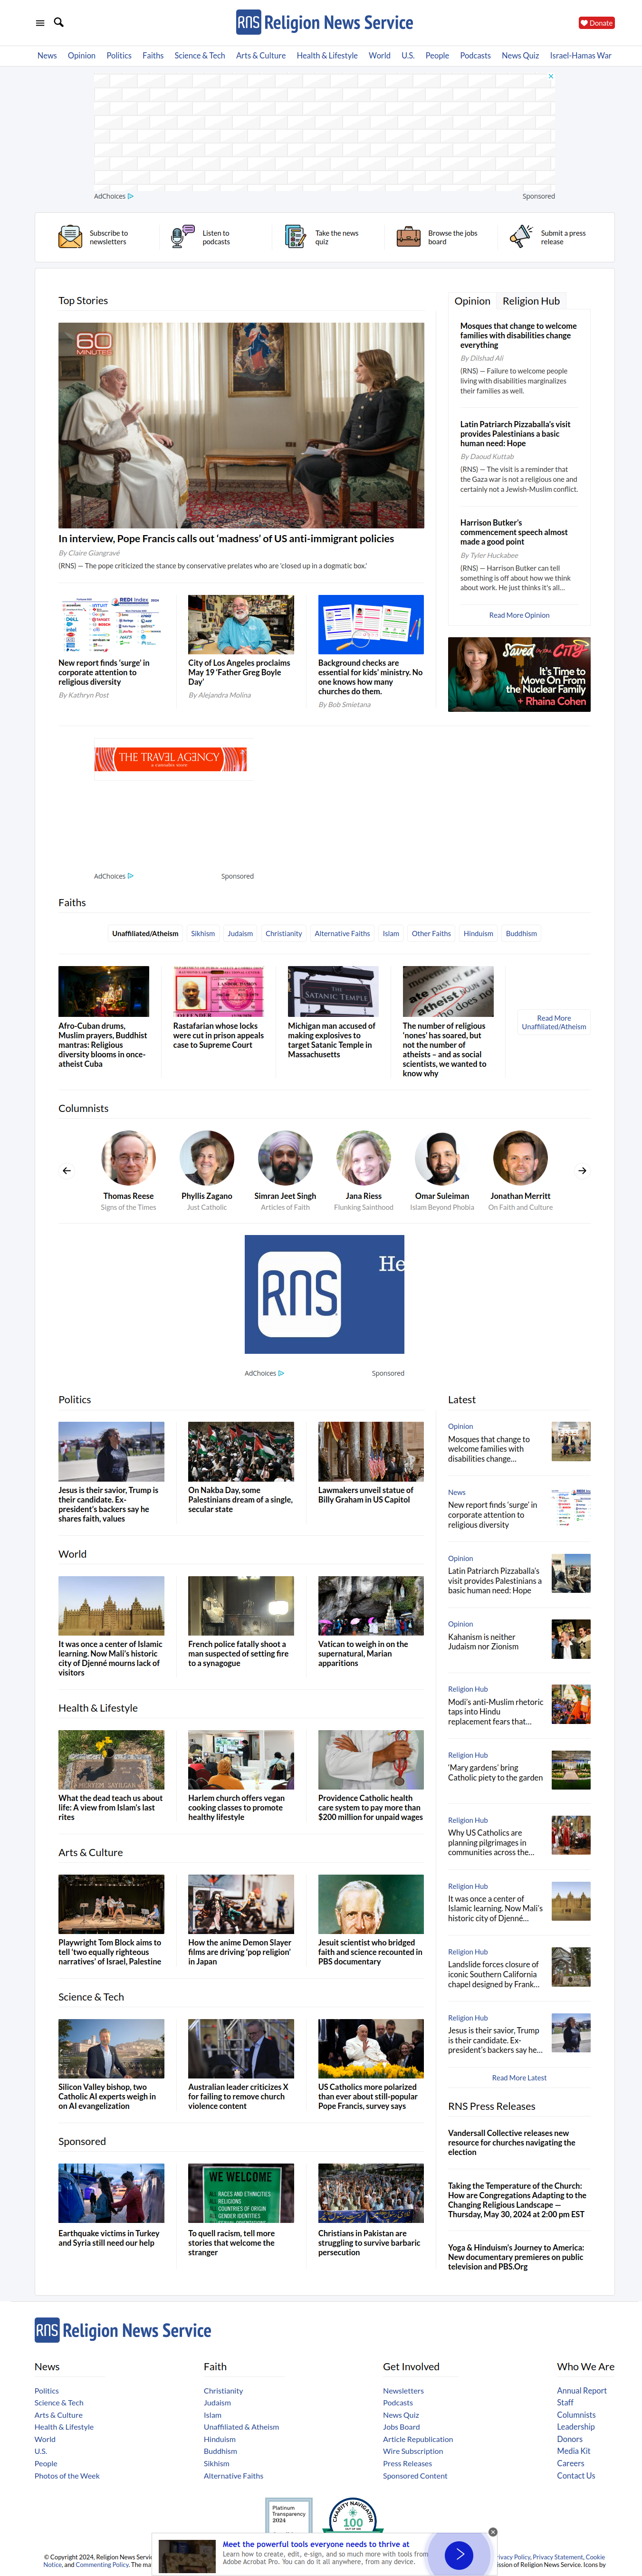 RNS Religion News Service
Donate
News Opinion Politics Faiths Science & Tech Arts & Culture Health & Lifestyle World U.S. People Podcasts News Quiz Israel-Hamas War
AdChoices
Sponsored
Subscribe to
newsletters
Listen to
podcasts
Take the news
quiz
Browse the jobs
board
Submit a press
release
Top Stories
60
MINUTES
In interview, Pope Francis calls out ‘madness’ of US anti-immigrant policies
By Claire Giangravé
(RNS) — The pope criticized the stance by conservative prelates who are 'closed up in a dogmatic box.'
REDI Index
New report finds ‘surge’ in
corporate attention to
religious diversity
By Kathryn Post
City of Los Angeles proclaims
May 19 ‘Father Greg Boyle
Day’
By Alejandra Molina
Background checks are
essential for kids’ ministry. No
one knows how many
churches do them.
By Bob Smietana
Opinion
Religion Hub
Mosques that change to welcome
families with disabilities change
everything
By Dilshad Ali
(RNS) — Failure to welcome people
living with disabilities marginalizes
their families as well.
Latin Patriarch Pizzaballa’s visit
provides Palestinians a basic
human need: Hope
By Daoud Kuttab
(RNS) — The visit is a reminder that
the Gaza war is not a religious one and
certainly not a Jewish-Muslim conflict.
Harrison Butker’s
commencement speech almost
made a good point
By Tyler Huckabee
(RNS) — Harrison Butker can tell
something is off about how we think
about work. He just thinks it's all...
Read More Opinion
Saved by the CITY
It's Time to
Move On From
the Nuclear Family
+ Rhaina Cohen
THE TRAVEL AGENCY
a cannabis store
AdChoices
Sponsored
Faiths
Unaffiliated/Atheism Sikhism Judaism Christianity Alternative Faiths Islam Other Faiths Hinduism Buddhism
Afro-Cuban drums,
Muslim prayers, Buddhist
mantras: Religious
diversity blooms in once-
atheist Cuba
Rastafarian whose locks
were cut in prison appeals
case to Supreme Court
THE
SATANIC TEMPLE
Michigan man accused of
making explosives to
target Satanic Temple in
Massachusetts
atheist
The number of religious
‘nones’ has soared, but
not the number of
atheists – and as social
scientists, we wanted to
know why
Read More
Unaffiliated/Atheism
Columnists
Thomas Reese
Signs of the Times
Phyllis Zagano
Just Catholic
Simran Jeet Singh
Articles of Faith
Jana Riess
Flunking Sainthood
Omar Suleiman
Islam Beyond Phobia
Jonathan Merritt
On Faith and Culture
RNS
He
AdChoices
Sponsored
Politics
Jesus is their savior, Trump is
their candidate. Ex-
president’s backers say he
shares faith, values
On Nakba Day, some
Palestinians dream of a single,
secular state
Lawmakers unveil statue of
Billy Graham in US Capitol
World
It was once a center of Islamic
learning. Now Mali’s historic
city of Djenné mourns lack of
visitors
French police fatally shoot a
man suspected of setting fire
to a synagogue
Vatican to weigh in on the
supernatural, Marian
apparitions
Health & Lifestyle
What the dead teach us about
life: A view from Islam’s last
rites
Harlem church offers vegan
cooking classes to promote
healthy lifestyle
Providence Catholic health
care system to pay more than
$200 million for unpaid wages
Arts & Culture
Playwright Tom Block aims to
tell ‘two equally righteous
narratives’ of Israel, Palestine
How the anime Demon Slayer
films are driving ‘pop religion’
in Japan
Jesuit scientist who bridged
faith and science recounted in
PBS documentary
Science & Tech
Silicon Valley bishop, two
Catholic AI experts weigh in
on AI evangelization
Australian leader criticizes X
for failing to remove church
violence content
US Catholics more polarized
than ever about still-popular
Pope Francis, survey says
Sponsored
Earthquake victims in Turkey
and Syria still need our help
WE WELCOME
To quell racism, tell more
stories that welcome the
stranger
Christians in Pakistan are
struggling to survive barbaric
persecution
Latest
Opinion
Mosques that change to
welcome families with
disabilities change...
News
New report finds ‘surge’ in
corporate attention to
religious diversity
Opinion
Latin Patriarch Pizzaballa’s
visit provides Palestinians a
basic human need: Hope
Opinion
Kahanism is neither
Judaism nor Zionism
Religion Hub
Modi’s anti-Muslim rhetoric
taps into Hindu
replacement fears that...
Religion Hub
‘Mary gardens’ bring
Catholic piety to the garden
Religion Hub
Why US Catholics are
planning pilgrimages in
communities across the...
Religion Hub
It was once a center of
Islamic learning. Now Mali’s
historic city of Djenné...
Religion Hub
Landslide forces closure of
iconic Southern California
chapel designed by Frank...
Religion Hub
Jesus is their savior, Trump
is their candidate. Ex-
president’s backers say he...
Read More Latest
RNS Press Releases
Vandersall Collective releases new
resource for churches navigating the
election
Taking the Temperature of the Church:
How are Congregations Adapting to the
Changing Religious Landscape —
Thursday, May 30, 2024 at 2:00 pm EST
Yoga & Hinduism’s Journey to America:
New documentary premieres on public
television and PBS.Org
RNS Religion News Service
News
Politics
Science & Tech
Arts & Culture
Health & Lifestyle
World
U.S.
People
Photos of the Week
Faith
Christianity
Judaism
Islam
Unaffiliated & Atheism
Hinduism
Buddhism
Sikhism
Alternative Faiths
Get Involved
Newsletters
Podcasts
News Quiz
Jobs Board
Article Republication
Wire Subscription
Press Releases
Sponsored Content
Who We Are
Annual Report
Staff
Columnists
Leadership
Donors
Media Kit
Careers
Contact Us
Platinum
Transparency
2024
CHARITY NAVIGATOR
100
© Copyright 2024, Religion News Servic
Notice, and Commenting Policy. The ma
Privacy Policy, Privacy Statement, Cookie
ssion of Religion News Service. Icons by
Meet the powerful tools everyone needs to thrive at
Learn how to create, edit, e-sign, and so much more with tools from
Adobe Acrobat Pro. You can do it all anywhere, from any device.